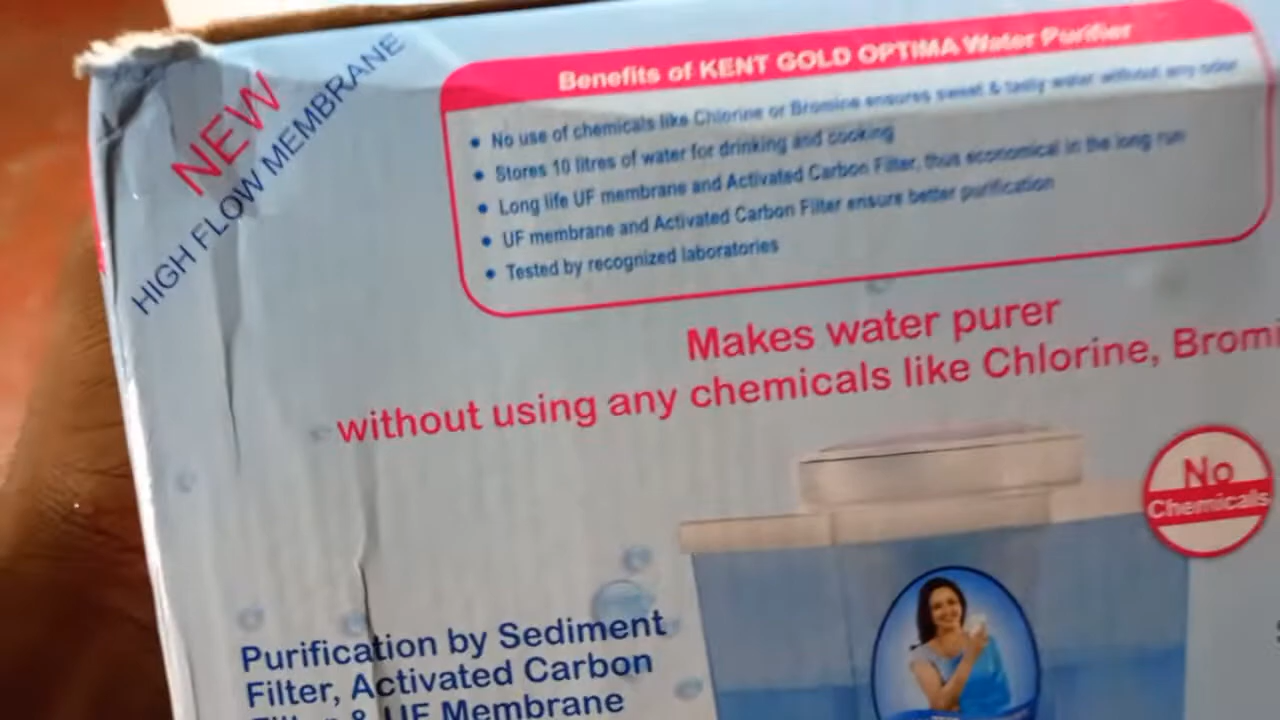 NEW
HIGH FLOW MEMBRANE
Benefits of KENT GOLD OPTIMA Water Purifier
• No use of chemicals like Chlorine or Bromine ensures sweet & tasty water without any odor
• Stores 10 litres of water for drinking and cooking
• Long life UF membrane and Activated Carbon Filter, thus economical in the long run
• UF membrane and Activated Carbon Filter ensure better purification
• Tested by recognized laboratories
Makes water purer
without using any chemicals like Chlorine, Bromi
No
Chemicals
Purification by Sediment
Filter, Activated Carbon
Filter & UF Membrane